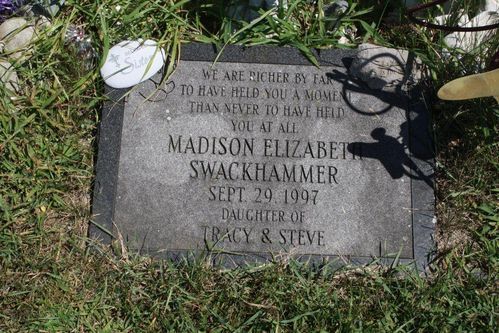 Sister
WE ARE RICHER BY FAR
TO HAVE HELD YOU A MOMENT
THAN NEVER TO HAVE HELD
YOU AT ALL
MADISON ELIZABETH
SWACKHAMMER
SEPT. 29, 1997
DAUGHTER OF
TRACY & STEVE